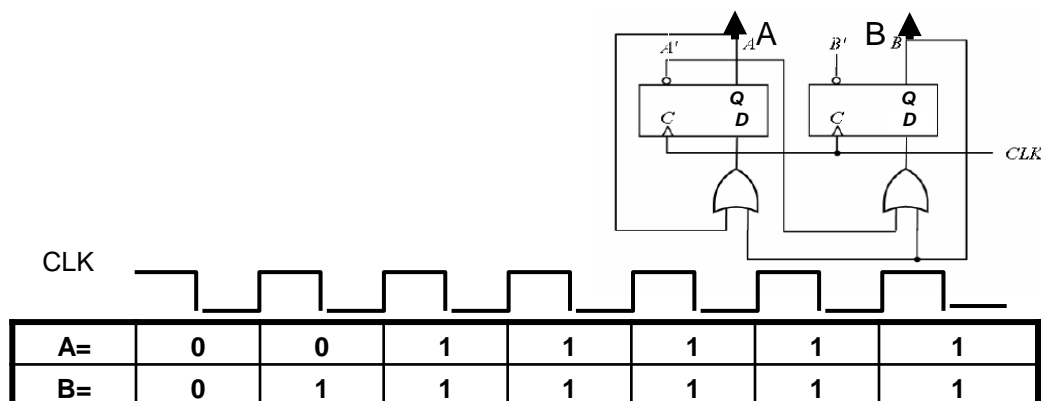 A B
A' A B' B
Q Q
C D C D
CLK
CLK
A= 0 0 1 1 1 1 1
B= 0 1 1 1 1 1 1